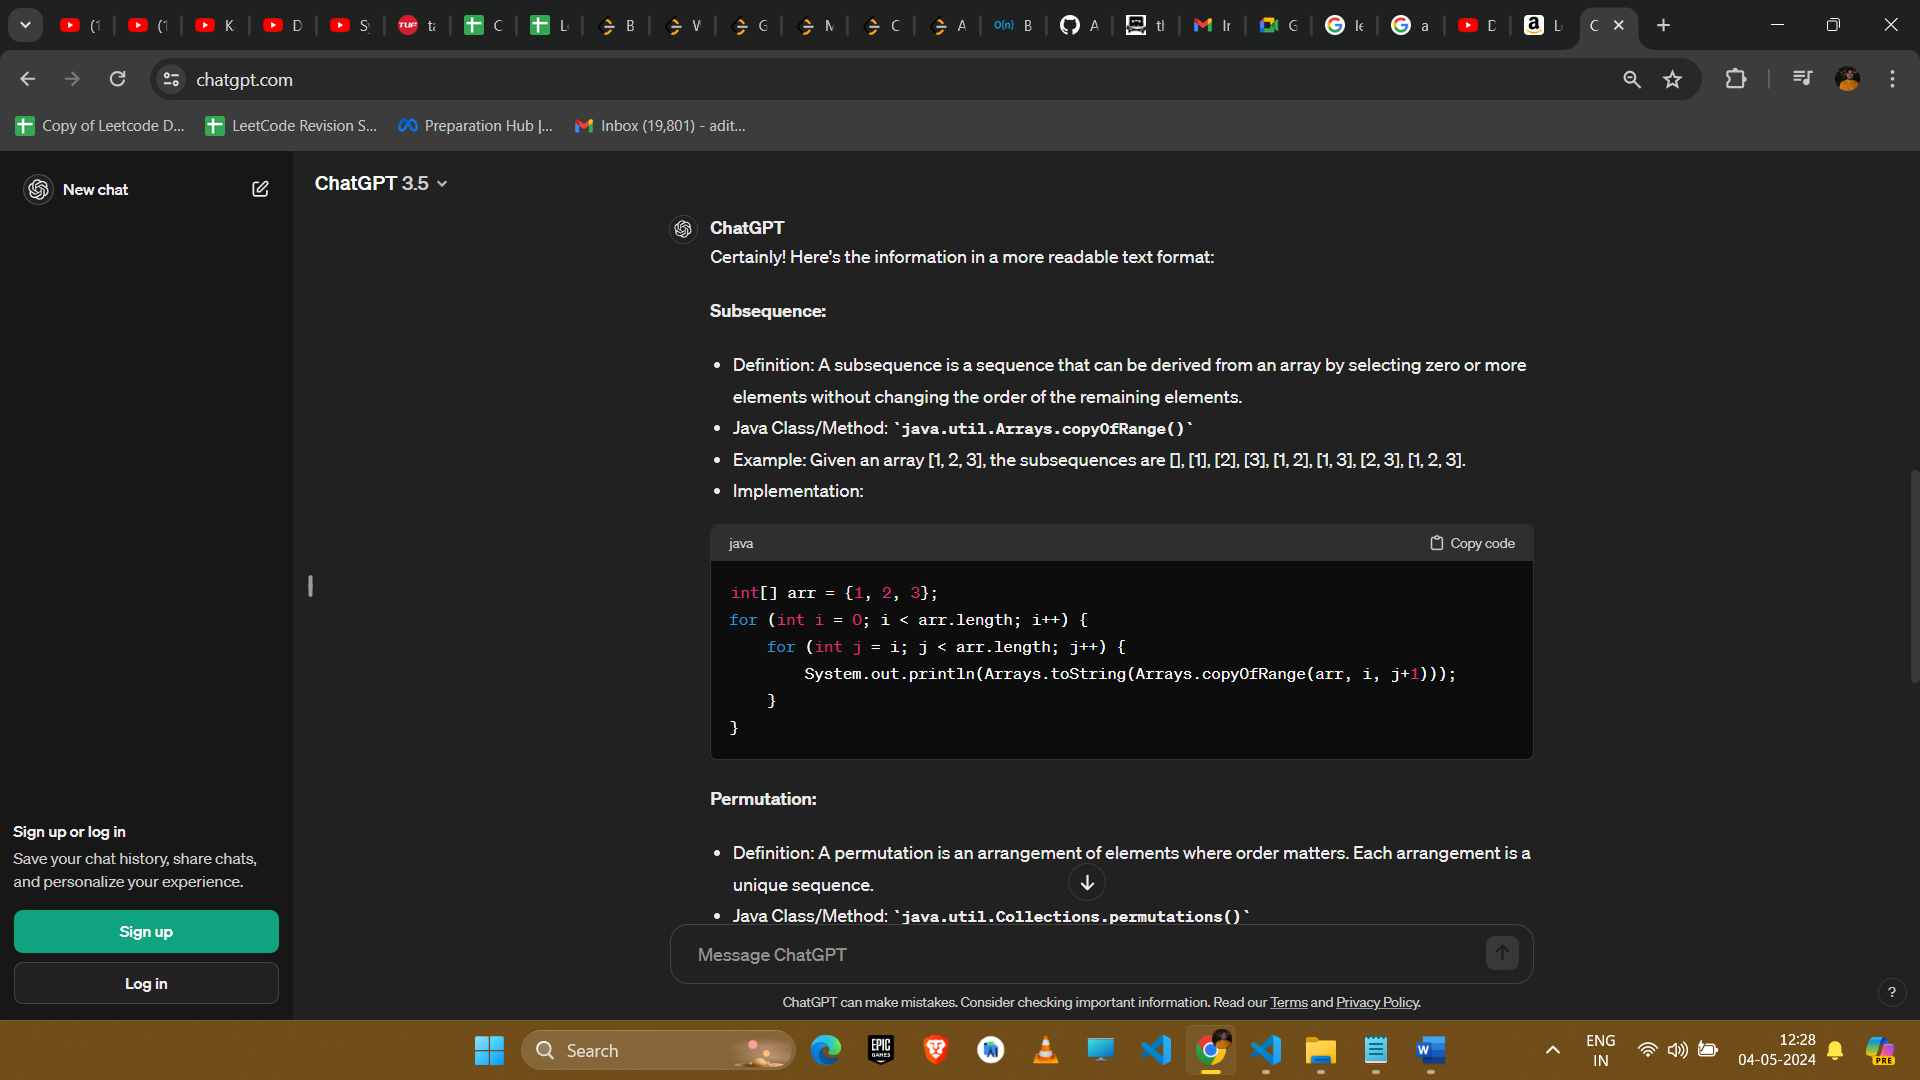 chatgpt.com
Copy of Leetcode D...
LeetCode Revision S...
Preparation Hub |...
Inbox (19,801) - adit...
New chat
ChatGPT 3.5
ChatGPT
Certainly! Here's the information in a more readable text format:
Subsequence:
• Definition: A subsequence is a sequence that can be derived from an array by selecting zero or more
elements without changing the order of the remaining elements.
• Java Class/Method: `java.util.Arrays.copyOfRange()`
• Example: Given an array [1, 2, 3], the subsequences are [], [1], [2], [3], [1, 2], [1, 3], [2, 3], [1, 2, 3].
• Implementation:
java
Copy code
int[] arr = {1, 2, 3};
for (int i = 0; i < arr.length; i++) {
for (int j = i; j < arr.length; j++) {
System.out.println(Arrays.toString(Arrays.copyOfRange(arr, i, j+1)));
}
}
Permutation:
• Definition: A permutation is an arrangement of elements where order matters. Each arrangement is a
unique sequence.
• Java Class/Method: `java.util.Collections.permutations()`
Sign up or log in
Save your chat history, share chats,
and personalize your experience.
Sign up
Log in
Message ChatGPT
ChatGPT can make mistakes. Consider checking important information. Read our Terms and Privacy Policy.
?
Search
EPIC
GAMES
ENG
IN
12:28
04-05-2024
PRE